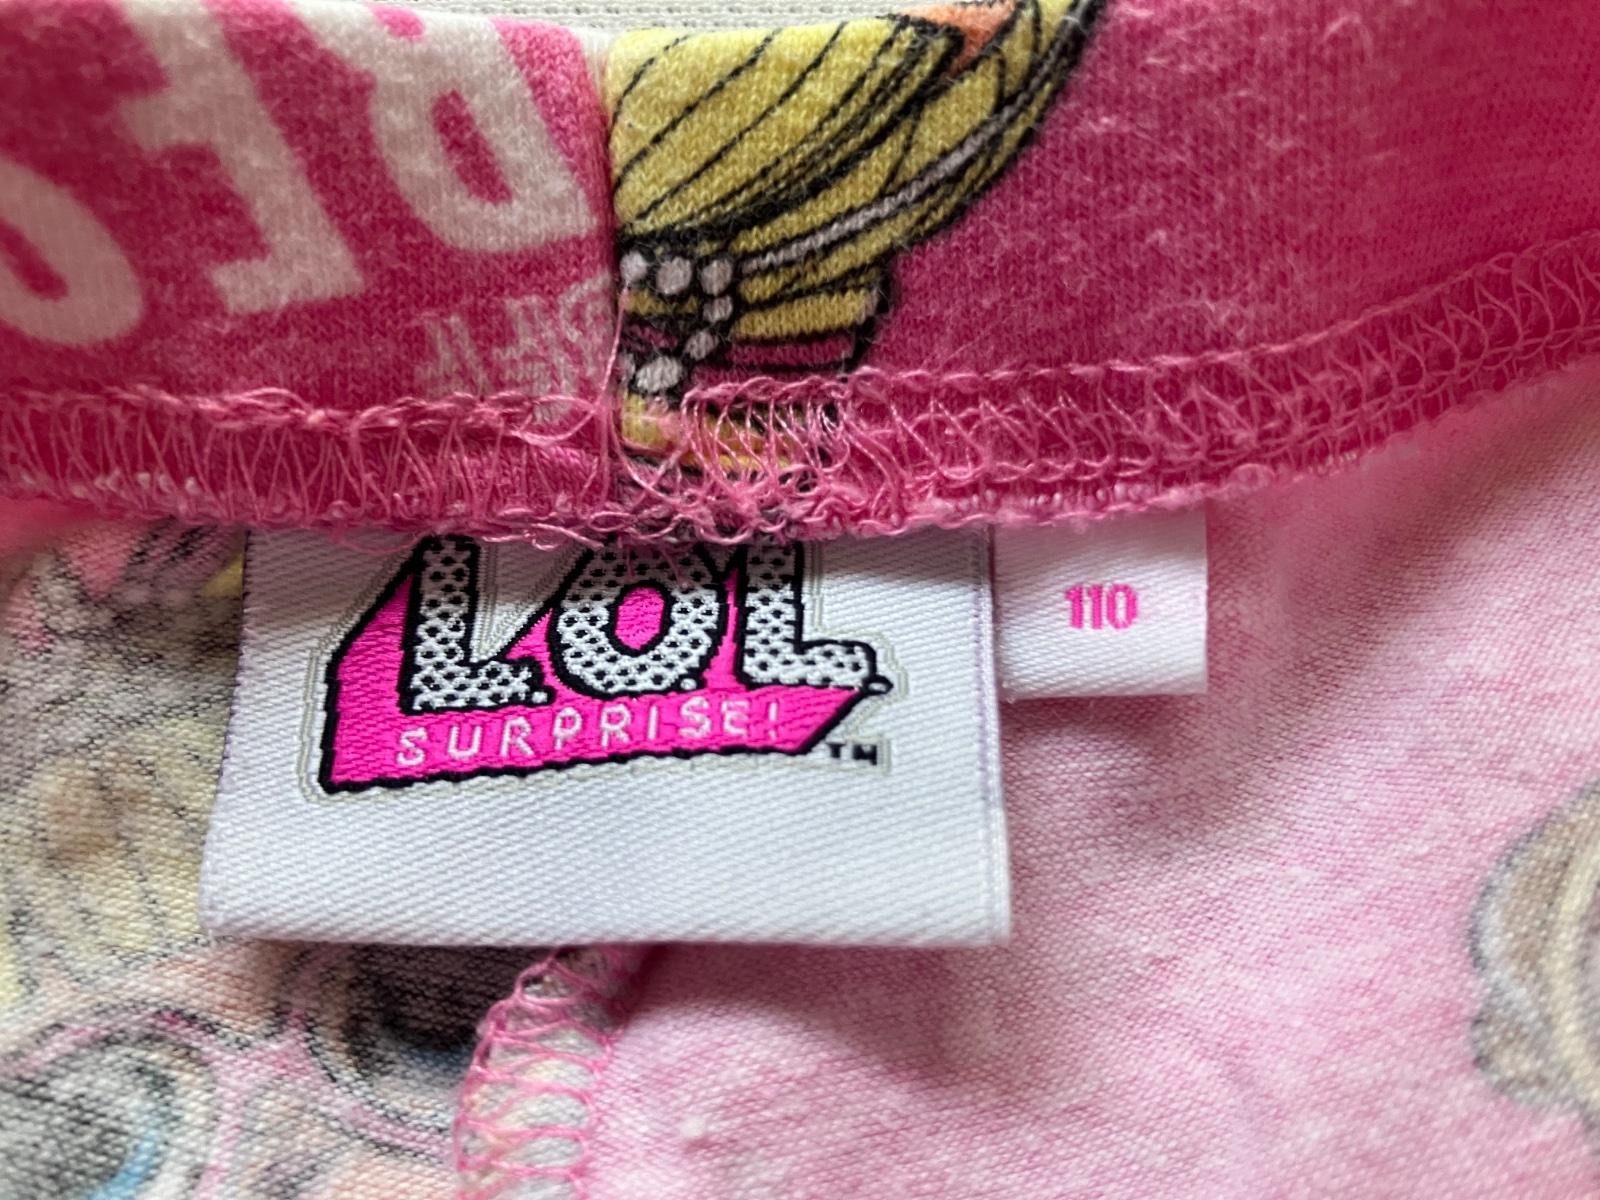 L.O.L.
SURPRISE!
TM
110